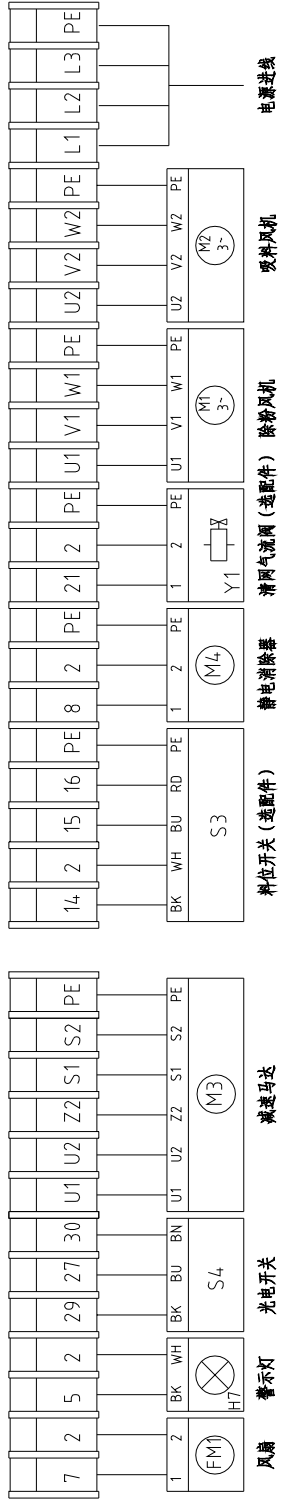 7 2 5 2 29 27 30 U1 U2 Z2 S1 S2 PE 14 2 15 16 PE 8 2 PE 21 2 PE U1 V1 W1 PE U2 V2 W2 PE L1 L2 L3 PE
1 2 BK WH BK BU BN U1 U2 Z2 S1 S2 PE BK WH BU RD PE 1 2 PE 1 2 PE U1 V1 W1 PE U2 V2 W2 PE
FM1
H7
S4
M3
S3
M4
Y1
M1
3~
M2
3~
风扇 警示灯 光电开关 减速马达 料位开关（选配件） 静电消除器 清网气流阀（选配件） 除粉风机 吸料风机 电源进线